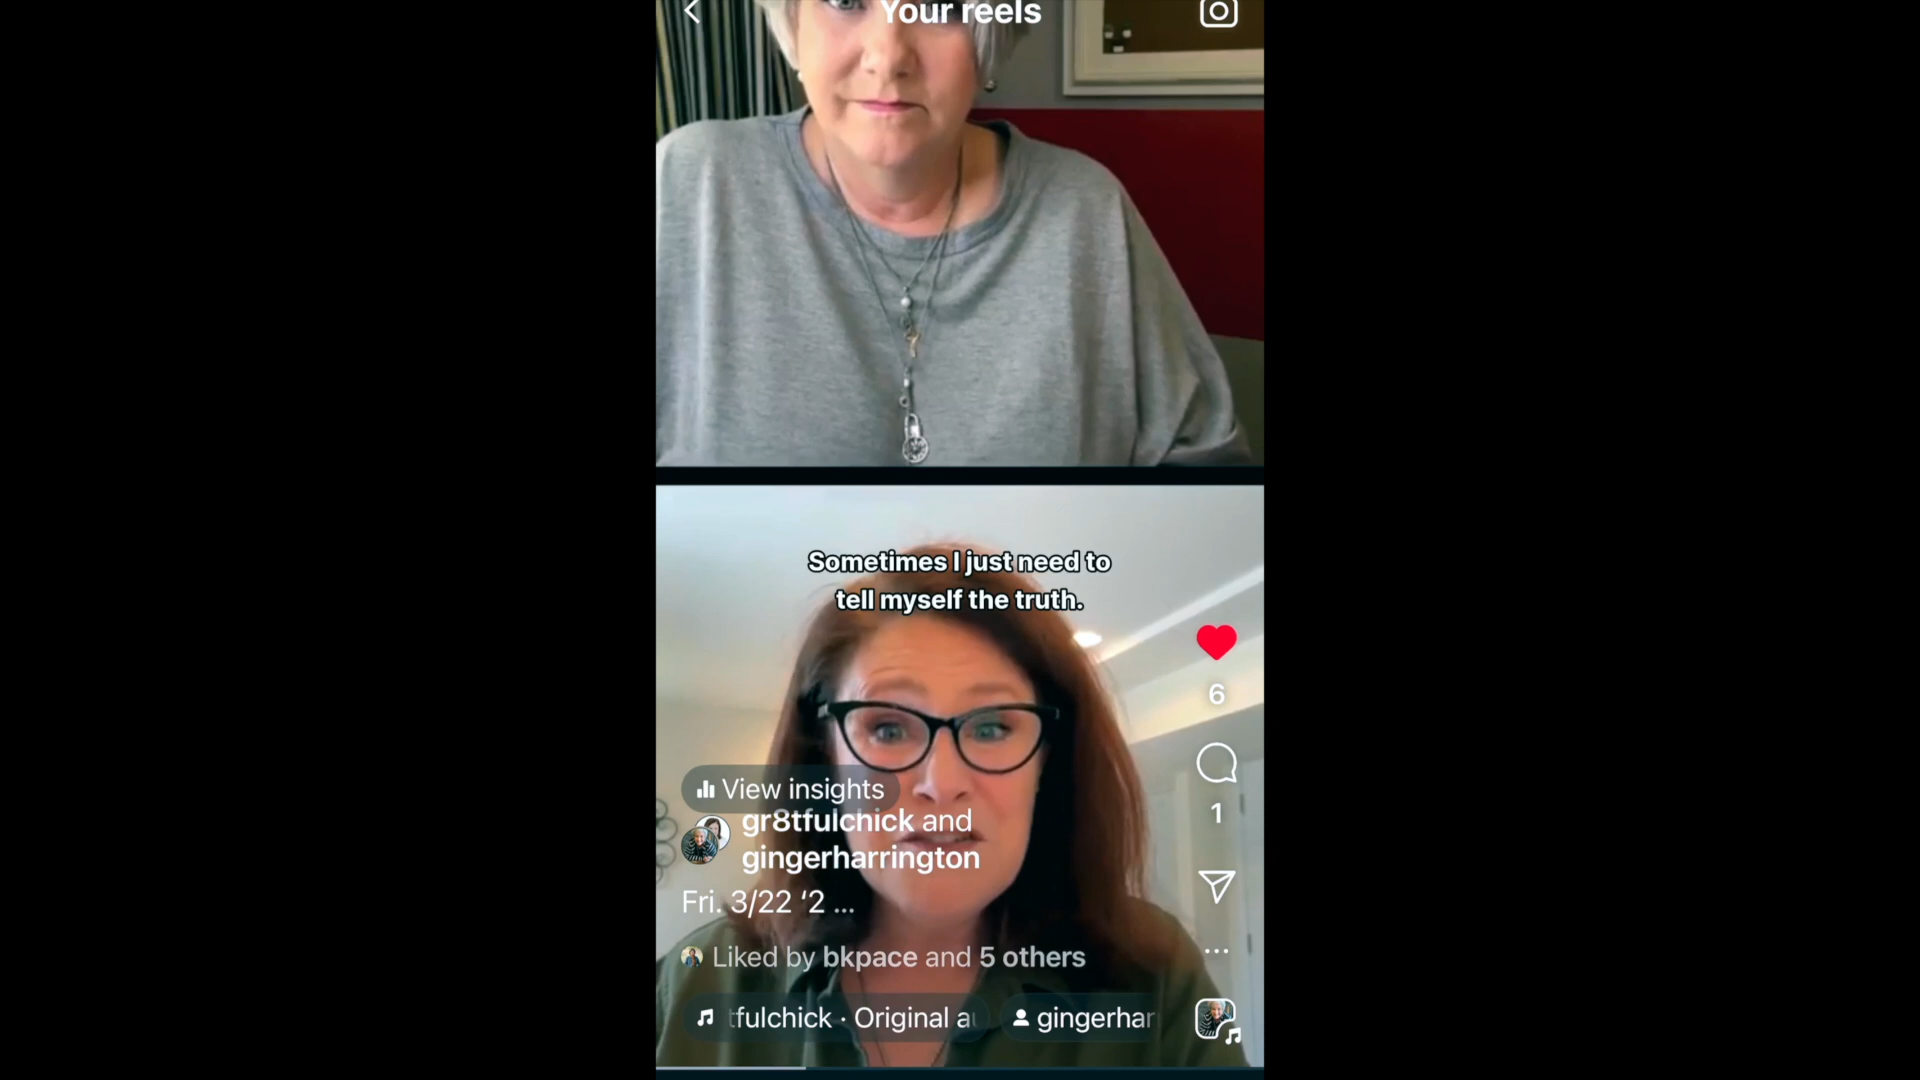 Your reels
Sometimes I just need to
tell myself the truth.
6
View insights
gr8tfulchick and
gingerharrington
1
Fri. 3/22 ‘2 ...
Liked by bkpace and 5 others
tfulchick · Original a
gingerhar